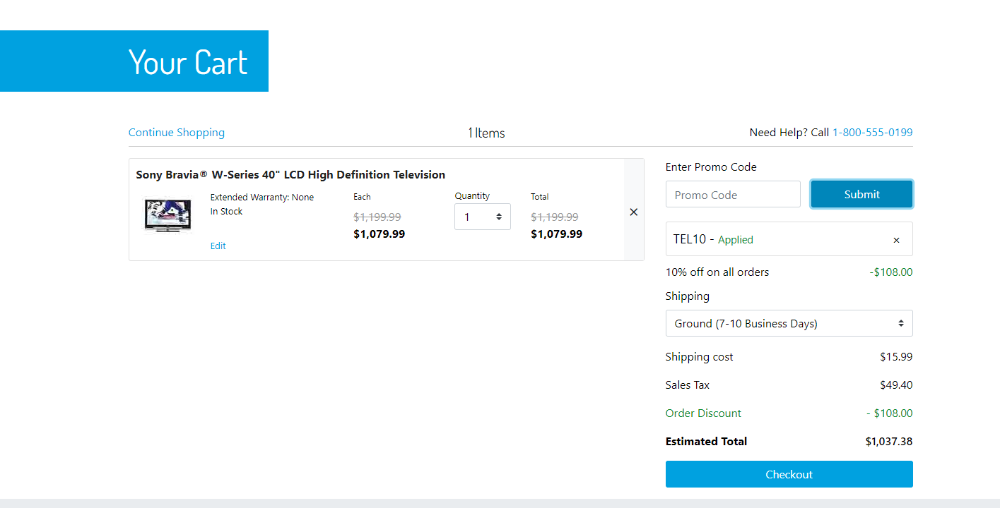 Your Cart
Continue Shopping
1 Items
Need Help? Call 1-800-555-0199
Sony Bravia® W-Series 40" LCD High Definition Television
Extended Warranty: None
In Stock
Edit
Each
$1,199.99
$1,079.99
Quantity
1
Total
$1,199.99
$1,079.99
×
Enter Promo Code
Promo Code
Submit
TEL10 - Applied
×
10% off on all orders
-$108.00
Shipping
Ground (7-10 Business Days)
Shipping cost
$15.99
Sales Tax
$49.40
Order Discount
- $108.00
Estimated Total
$1,037.38
Checkout